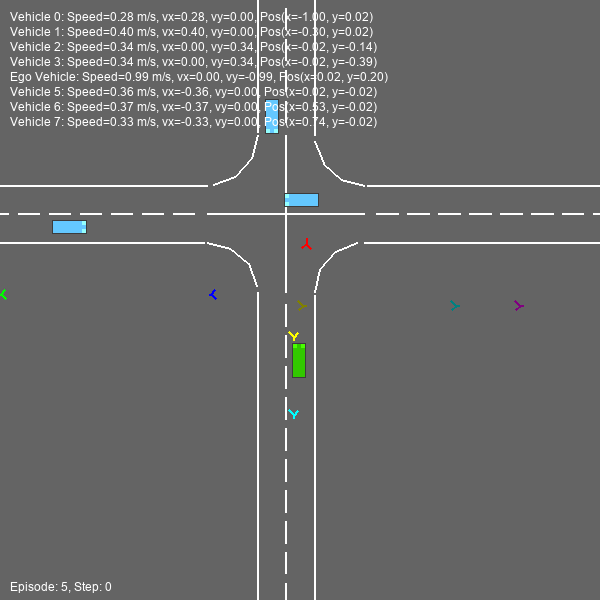 Vehicle 0: Speed=0.28 m/s, vx=0.28, vy=0.00, Pos(x=-1.00, y=0.02)
Vehicle 1: Speed=0.40 m/s, vx=0.40, vy=0.00, Pos(x=-0.30, y=0.02)
Vehicle 2: Speed=0.34 m/s, vx=0.00, vy=0.34, Pos(x=-0.02, y=-0.14)
Vehicle 3: Speed=0.34 m/s, vx=0.00, vy=0.34, Pos(x=-0.02, y=-0.39)
Ego Vehicle: Speed=0.99 m/s, vx=0.00, vy=-0.99, Pos(x=0.02, y=0.20)
Vehicle 5: Speed=0.36 m/s, vx=-0.36, vy=0.00, Pos(x=0.02, y=-0.02)
Vehicle 6: Speed=0.37 m/s, vx=-0.37, vy=0.00, Pos(x=0.53, y=-0.02)
Vehicle 7: Speed=0.33 m/s, vx=-0.33, vy=0.00, Pos(x=0.74, y=-0.02)
Episode: 5, Step: 0